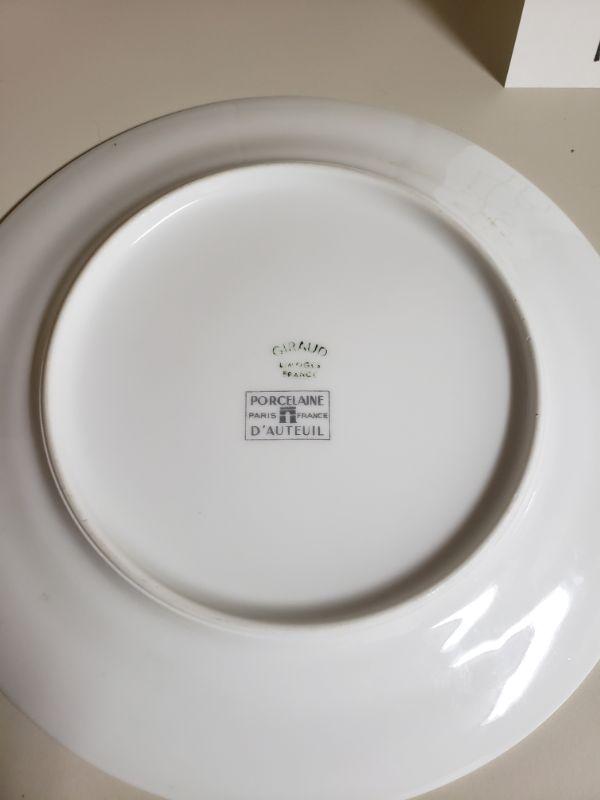 GIRAUD
LIMOGES
FRANCE
PORCELAINE
PARIS FRANCE
D'AUTEUIL